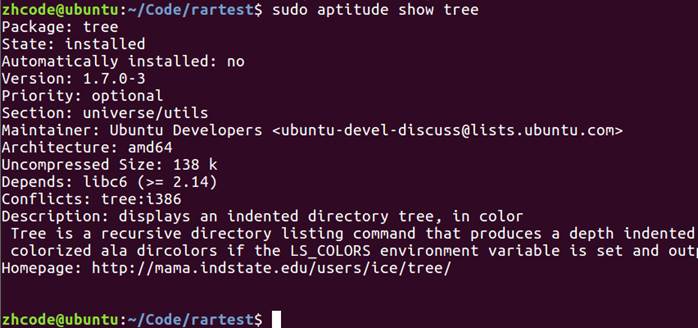 zhcode@ubuntu:~/Code/rartest$ sudo aptitude show tree
Package: tree
State: installed
Automatically installed: no
Version: 1.7.0-3
Priority: optional
Section: universe/utils
Maintainer: Ubuntu Developers <ubuntu-devel-discuss@lists.ubuntu.com>
Architecture: amd64
Uncompressed Size: 138 k
Depends: libc6 (>= 2.14)
Conflicts: tree:i386
Description: displays an indented directory tree, in color
 Tree is a recursive directory listing command that produces a depth indented
 colorized ala dircolors if the LS_COLORS environment variable is set and out
Homepage: http://mama.indstate.edu/users/ice/tree/
zhcode@ubuntu:~/Code/rartest$